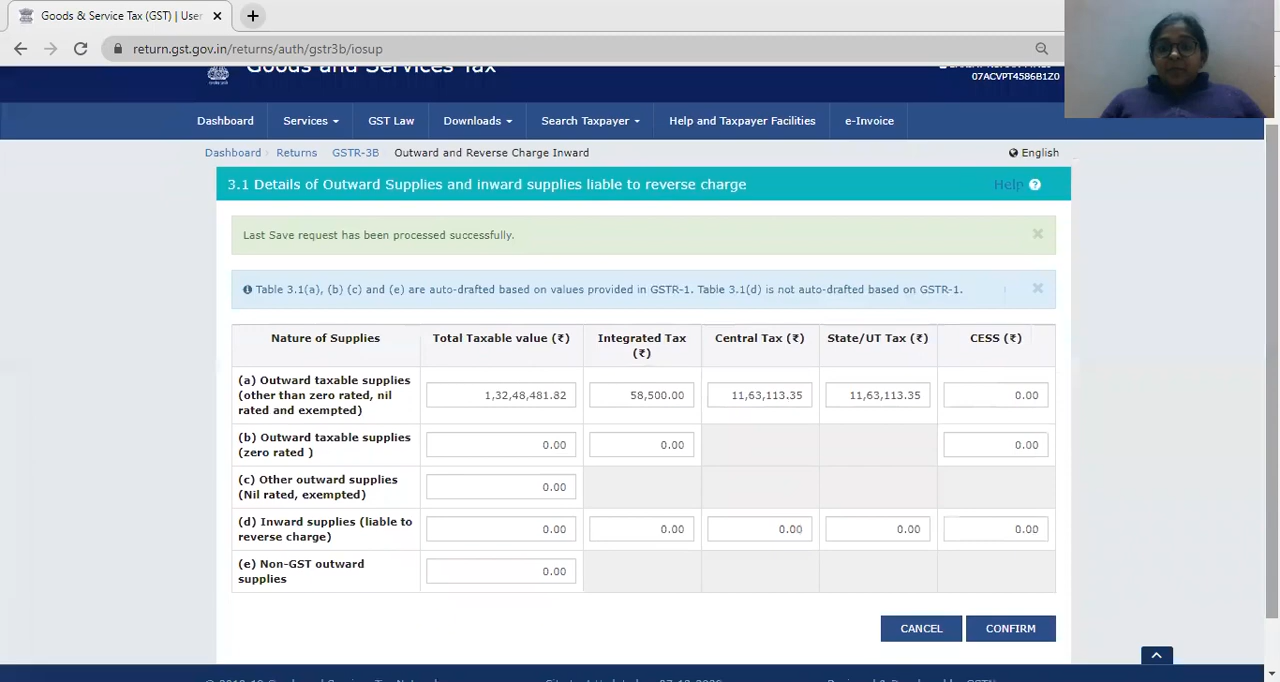 Goods & Service Tax (GST) | User
return.gst.gov.in/returns/auth/gstr3b/iosup
Goods and Services Tax
07ACVPT4586B1Z0
Dashboard Services GST Law Downloads Search Taxpayer Help and Taxpayer Facilities e-Invoice
Dashboard Returns GSTR-3B Outward and Reverse Charge Inward English
3.1 Details of Outward Supplies and inward supplies liable to reverse charge Help
Last Save request has been processed successfully.
Table 3.1(a), (b) (c) and (e) are auto-drafted based on values provided in GSTR-1. Table 3.1(d) is not auto-drafted based on GSTR-1.
Nature of Supplies Total Taxable value (₹) Integrated Tax (₹) Central Tax (₹) State/UT Tax (₹) CESS (₹)
(a) Outward taxable supplies
(other than zero rated, nil
rated and exempted)
1,32,48,481.82 58,500.00 11,63,113.35 11,63,113.35 0.00
(b) Outward taxable supplies
(zero rated )
0.00 0.00 0.00
(c) Other outward supplies
(Nil rated, exempted)
0.00
(d) Inward supplies (liable to
reverse charge)
0.00 0.00 0.00 0.00 0.00
(e) Non-GST outward
supplies
0.00
CANCEL CONFIRM